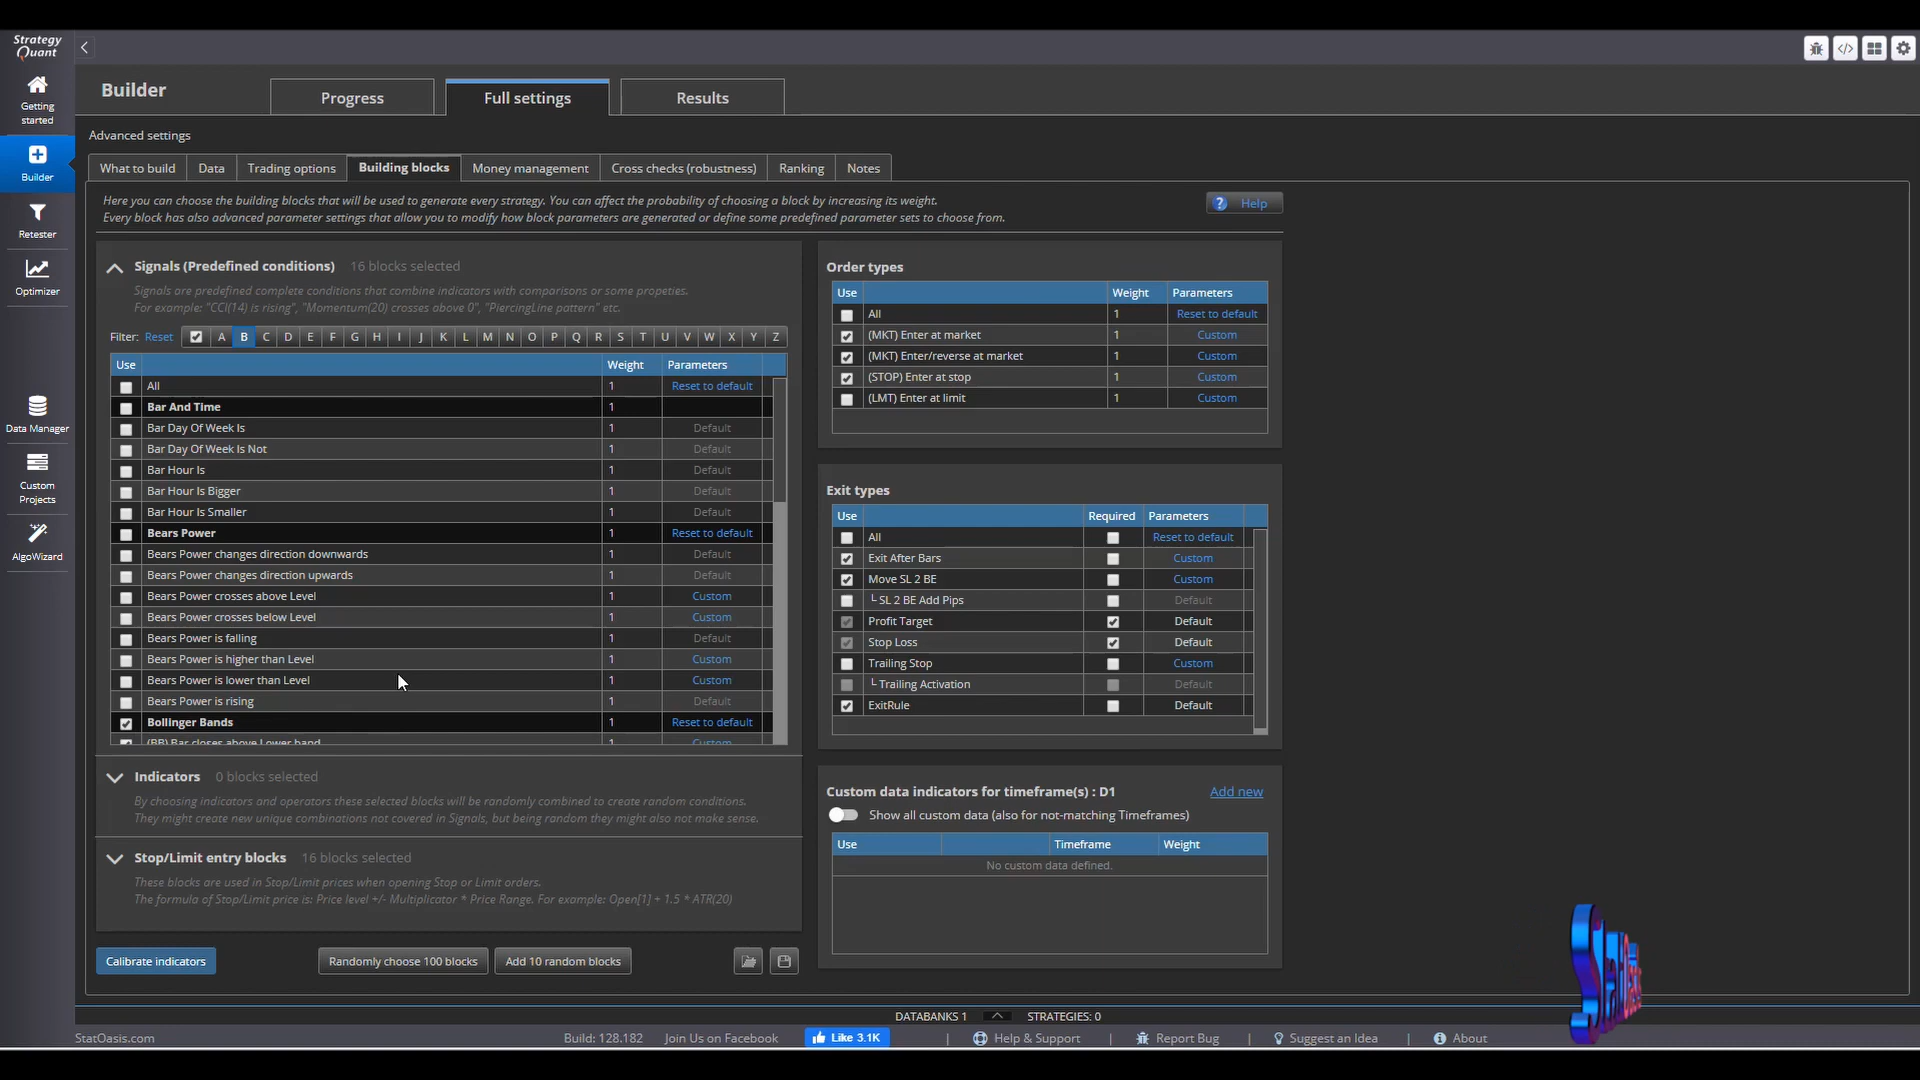 Strategy
Quant
Getting
started
Builder
Retester
Optimizer
Data Manager
Custom
Projects
AlgoWizard
Builder
Progress
Full settings
Results
Advanced settings
What to build
Data
Trading options
Building blocks
Money management
Cross checks (robustness)
Ranking
Notes
Here you can choose the building blocks that will be used to generate every strategy. You can affect the probability of choosing a block by increasing its weight.
Every block has also advanced parameter settings that allow you to modify how block parameters are generated or define some predefined parameter sets to choose from.
? Help
Signals (Predefined conditions) 16 blocks selected
Signals are predefined complete conditions that combine indicators with comparisons or some propeties.
For example: "CCI(14) is rising", "Momentum(20) crosses above 0", "PiercingLine pattern" etc.
Filter: Reset A B C D E F G H I J K L M N O P Q R S T U V W X Y Z
Use Weight Parameters
All 1 Reset to default
Bar And Time 1
Bar Day Of Week Is 1 Default
Bar Day Of Week Is Not 1 Default
Bar Hour Is 1 Default
Bar Hour Is Bigger 1 Default
Bar Hour Is Smaller 1 Default
Bears Power 1 Reset to default
Bears Power changes direction downwards 1 Default
Bears Power changes direction upwards 1 Default
Bears Power crosses above Level 1 Custom
Bears Power crosses below Level 1 Custom
Bears Power is falling 1 Default
Bears Power is higher than Level 1 Custom
Bears Power is lower than Level 1 Custom
Bears Power is rising 1 Default
Bollinger Bands 1 Reset to default
(BB) Bar closes above Lower band 1 Custom
Indicators 0 blocks selected
By choosing indicators and operators these selected blocks will be randomly combined to create random conditions.
They might create new unique combinations not covered in Signals, but being random they might also not make sense.
Stop/Limit entry blocks 16 blocks selected
These blocks are used in Stop/Limit prices when opening Stop or Limit orders.
The formula of Stop/Limit price is: Price level +/- Multiplicator * Price Range. For example: Open[1] + 1.5 * ATR(20)
Calibrate indicators
Randomly choose 100 blocks
Add 10 random blocks
Order types
Use Weight Parameters
All 1 Reset to default
(MKT) Enter at market 1 Custom
(MKT) Enter/reverse at market 1 Custom
(STOP) Enter at stop 1 Custom
(LMT) Enter at limit 1 Custom
Exit types
Use Required Parameters
All Reset to default
Exit After Bars Custom
Move SL 2 BE Custom
SL 2 BE Add Pips Default
Profit Target Default
Stop Loss Default
Trailing Stop Custom
Trailing Activation Default
ExitRule Default
Custom data indicators for timeframe(s) : D1 Add new
Show all custom data (also for not-matching Timeframes)
Use Timeframe Weight
No custom data defined.
DATABANKS 1 STRATEGIES: 0
StatOasis.com Build: 128.182 Join Us on Facebook Like 3.1K | Help & Support | Report Bug | Suggest an Idea | About